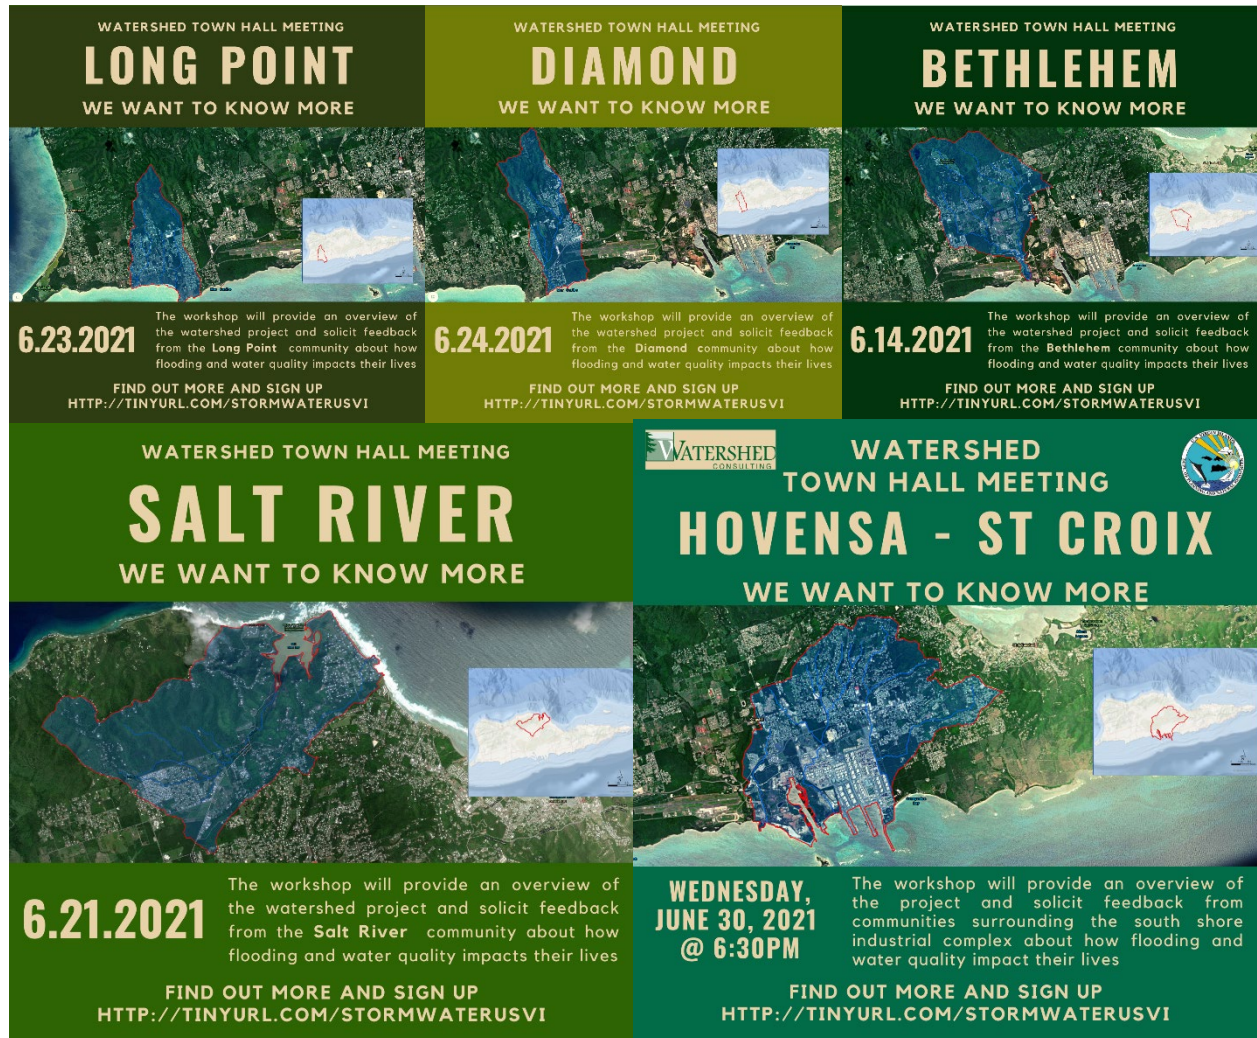 WATERSHED TOWN HALL MEETING
LONG POINT
WE WANT TO KNOW MORE
6.23.2021
The workshop will provide an overview of
the watershed project and solicit feedback
from the Long Point community about how
flooding and water quality impacts their lives
FIND OUT MORE AND SIGN UP
HTTP://TINYURL.COM/STORMWATERUSVI
WATERSHED TOWN HALL MEETING
DIAMOND
WE WANT TO KNOW MORE
6.24.2021
The workshop will provide an overview of
the watershed project and solicit feedback
from the Diamond community about how
flooding and water quality impacts their lives
FIND OUT MORE AND SIGN UP
HTTP://TINYURL.COM/STORMWATERUSVI
WATERSHED TOWN HALL MEETING
BETHLEHEM
WE WANT TO KNOW MORE
6.14.2021
The workshop will provide an overview of
the watershed project and solicit feedback
from the Bethlehem community about how
flooding and water quality impacts their lives
FIND OUT MORE AND SIGN UP
HTTP://TINYURL.COM/STORMWATERUSVI
WATERSHED TOWN HALL MEETING
SALT RIVER
WE WANT TO KNOW MORE
6.21.2021
The workshop will provide an overview of
the watershed project and solicit feedback
from the Salt River community about how
flooding and water quality impacts their lives
FIND OUT MORE AND SIGN UP
HTTP://TINYURL.COM/STORMWATERUSVI
WATERSHED
CONSULTING
WATERSHED
TOWN HALL MEETING
HOVENSA - ST CROIX
WE WANT TO KNOW MORE
WEDNESDAY,
JUNE 30, 2021
@ 6:30PM
The workshop will provide an overview of
the project and solicit feedback from
communities surrounding the south shore
industrial complex about how flooding and
water quality impact their lives
FIND OUT MORE AND SIGN UP
HTTP://TINYURL.COM/STORMWATERUSVI